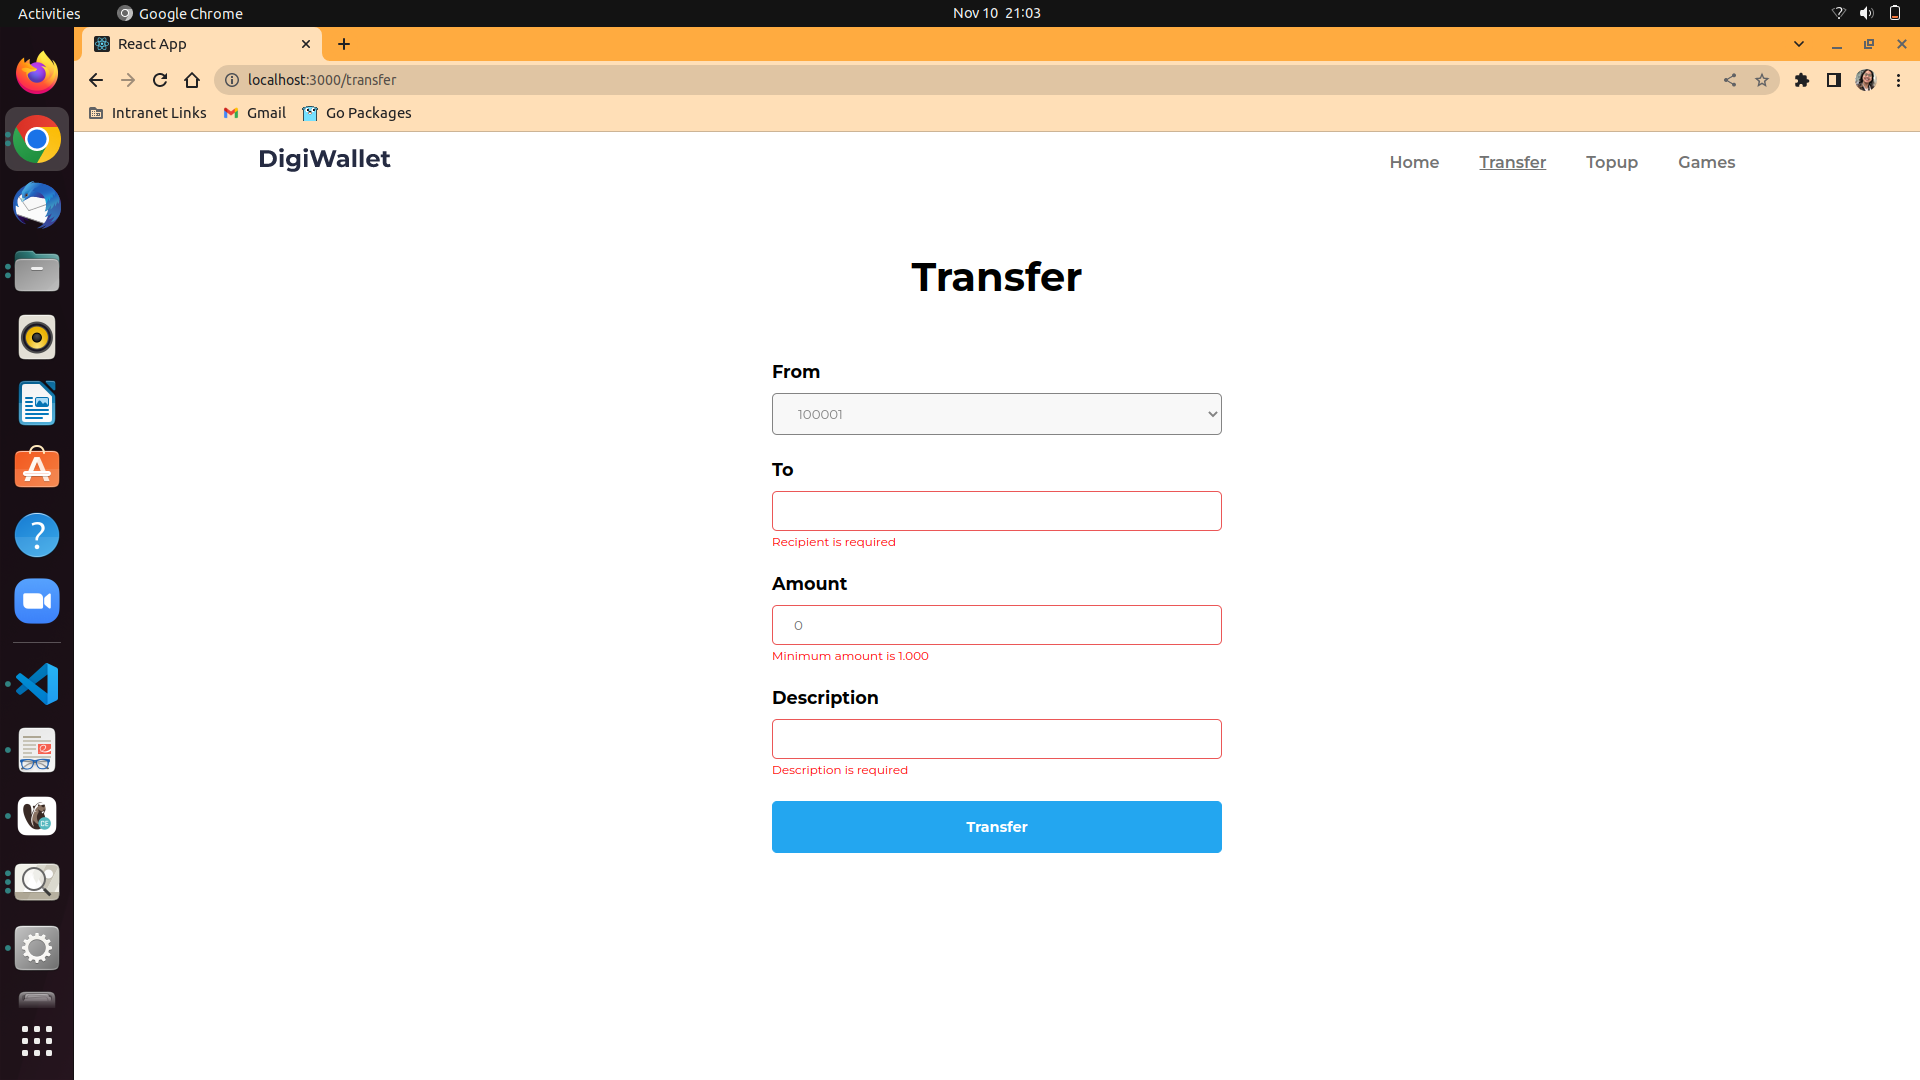 Activities
Google Chrome
Nov 10 21:03
React App
localhost:3000/transfer
Intranet Links
Gmail
Go Packages
DigiWallet
Home
Transfer
Topup
Games
Transfer
From
100001
To
Recipient is required
Amount
0
Minimum amount is 1.000
Description
Description is required
Transfer